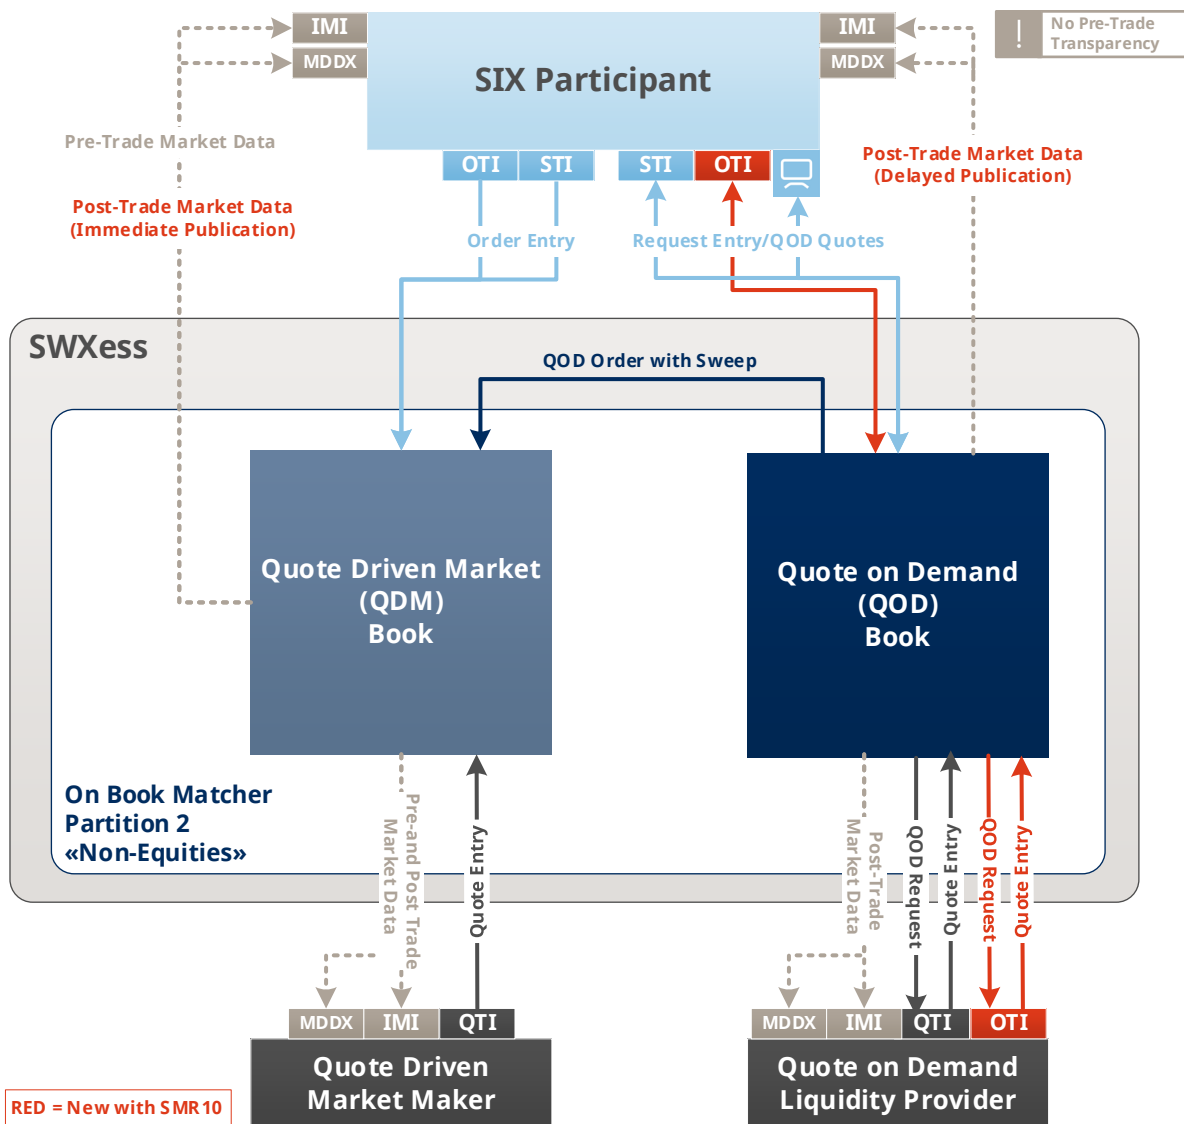 IMI
MDDX
SIX Participant
IMI
MDDX
!
No Pre-Trade
Transparency
Pre-Trade Market Data
Post-Trade Market Data
(Immediate Publication)
OTI
STI
STI
OTI
Post-Trade Market Data
(Delayed Publication)
Order Entry
Request Entry/QOD Quotes
SWXess
QOD Order with Sweep
Quote Driven Market
(QDM)
Book
Quote on Demand
(QOD)
Book
On Book Matcher
Partition 2
«Non-Equities»
Pre-and Post Trade
Market Data
Quote Entry
Post-Trade
Market Data
QOD Request
Quote Entry
QOD Request
Quote Entry
MDDX
IMI
QTI
Quote Driven
Market Maker
MDDX
IMI
QTI
OTI
Quote on Demand
Liquidity Provider
RED = New with SMR10